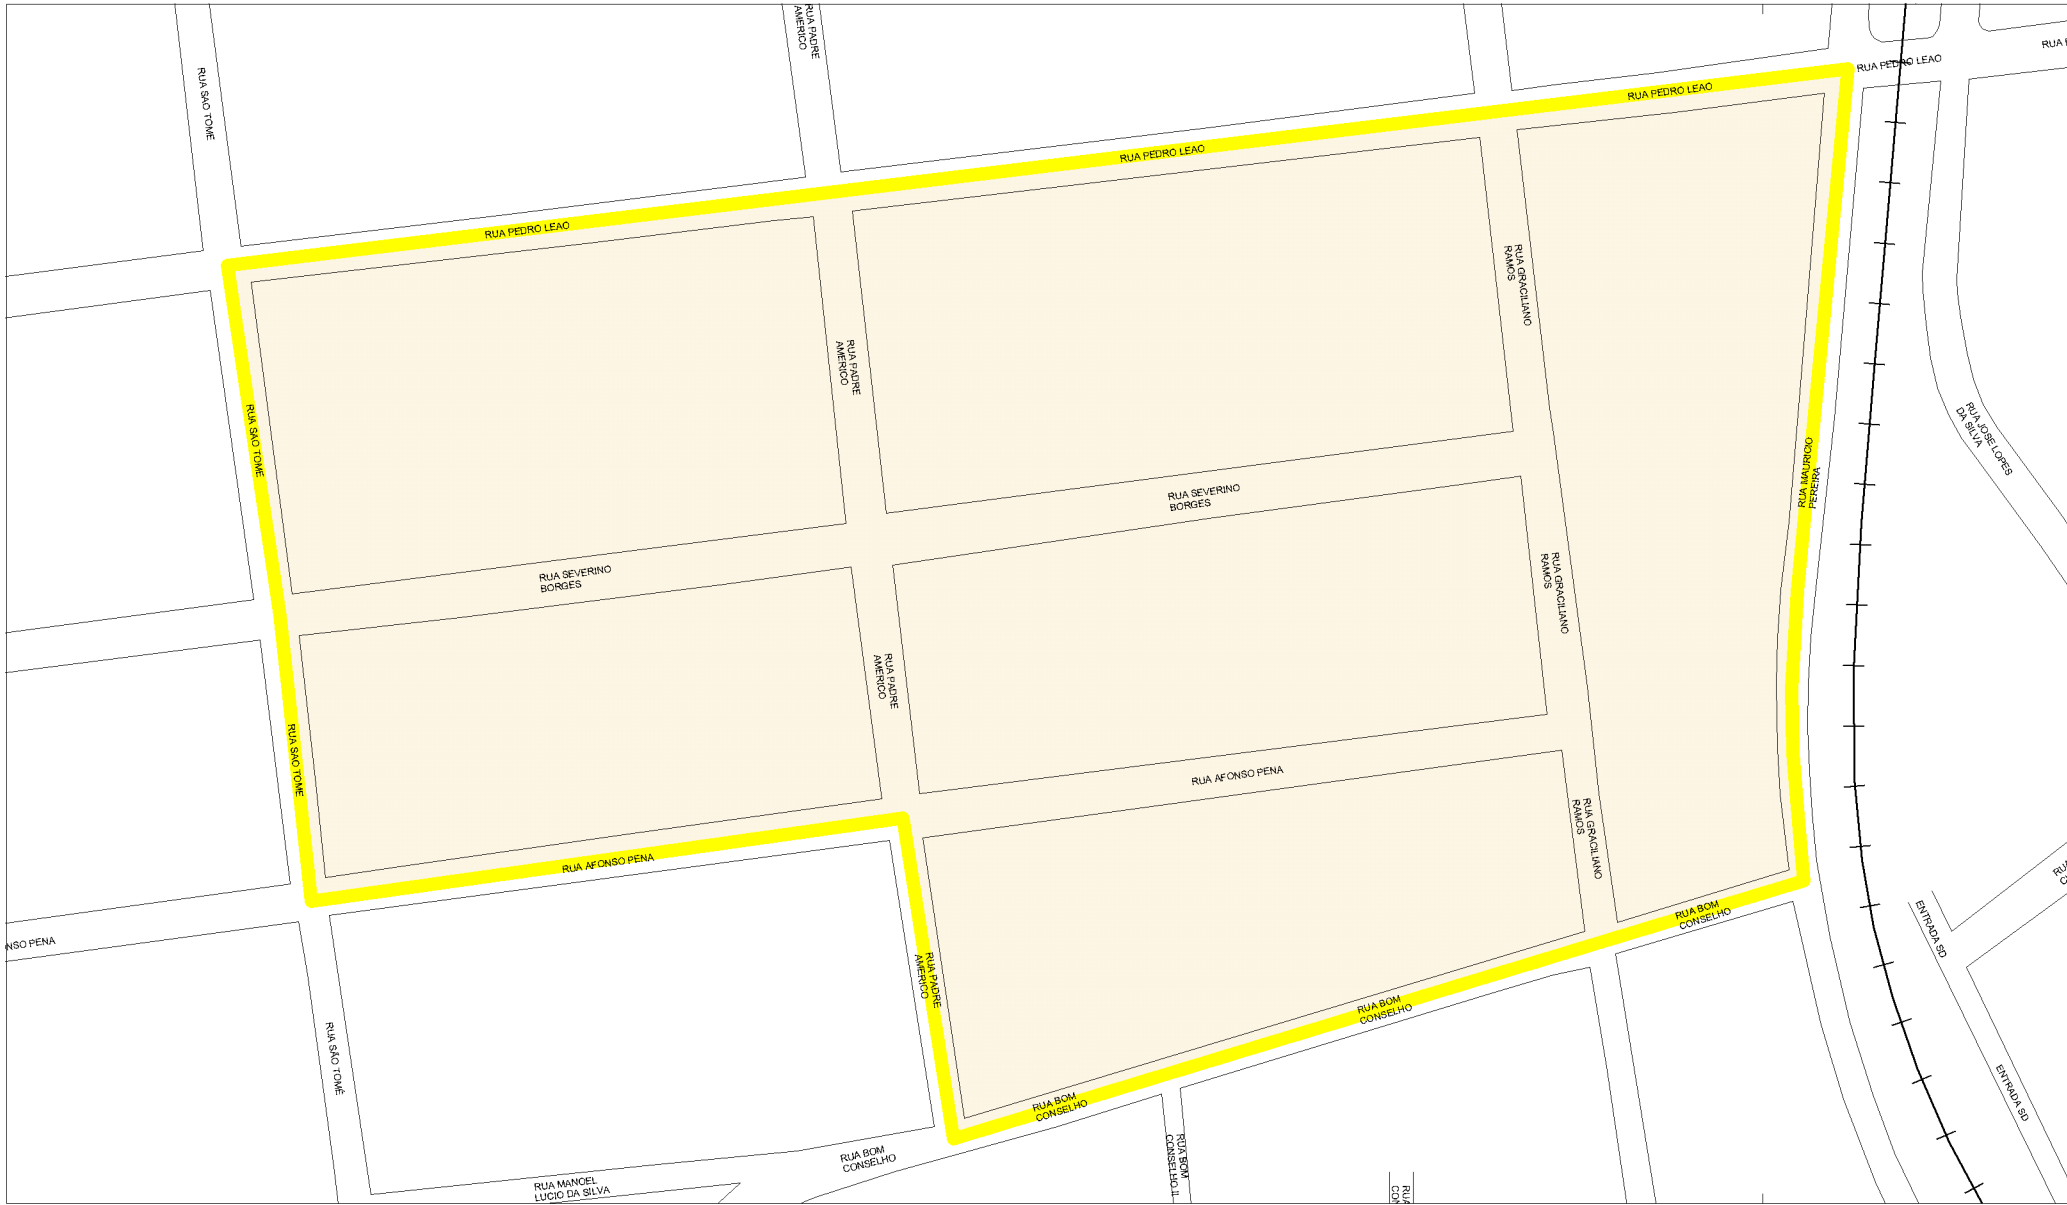 RUA PADRE
AMERICO
RUA PEDRO LEAO
RUA
RUA SAO TOME
RUA PEDRO LEAO
RUA PEDRO LEAO
RUA PEDRO LEAO
RUA GRACILIANO
RAMOS
RUA PADRE
AMERICO
RUA SAO TOME
RUA JOSE LOPES
DA SILVA
RUA MAURICIO
PEREIRA
RUA SEVERINO
BORGES
RUA SEVERINO
BORGES
RUA GRACILIANO
RAMOS
RUA PADRE
AMERICO
RUA SAO TOME
RUA AFONSO PENA
RUA GRACILIANO
RAMOS
RUA AFONSO PENA
RUA BOM
CONSELHO
NSO PENA
ENTRADA SD
RUA PADRE
AMERICO
RUA BOM
CONSELHO
RUA SÃO TOMÉ
RUA BOM
CONSELHO
ENTRADA SD
RUA BOM
CONSELHO
RUA BOM
CONSELHO II
RUA MANOEL
LUCIO DA SILVA
RUA
CON